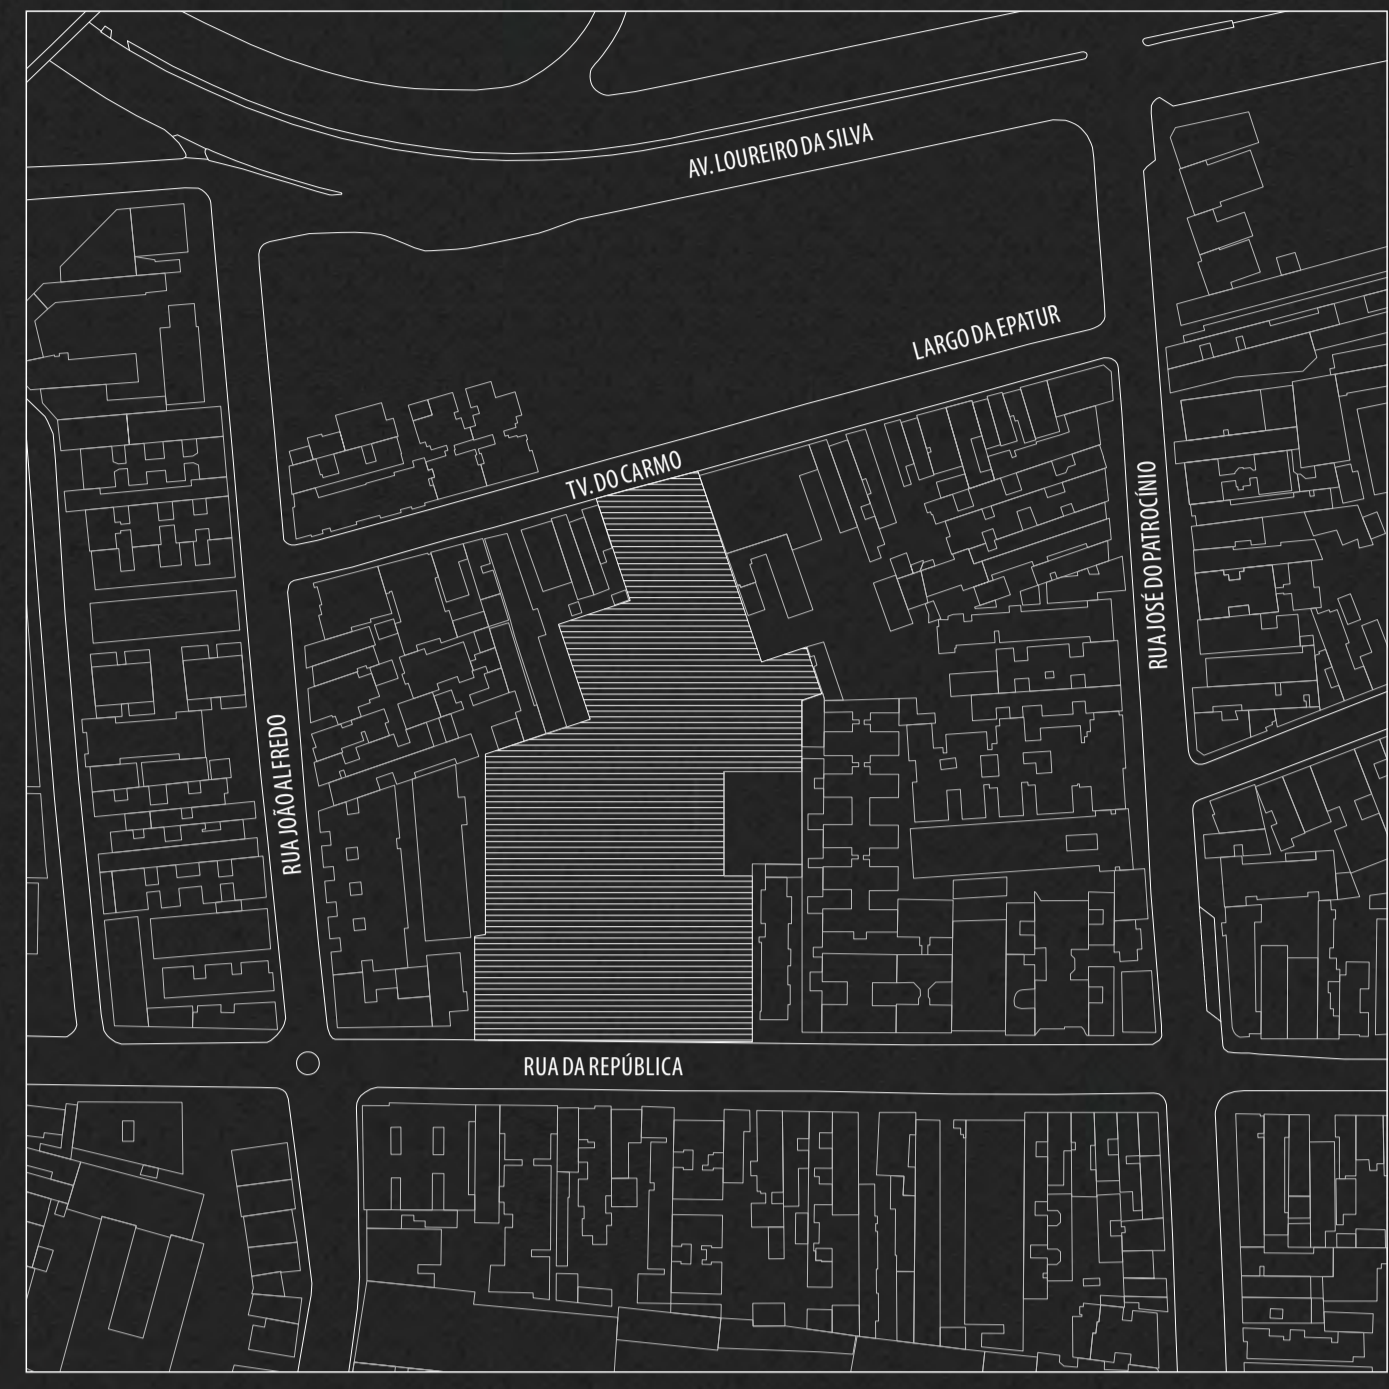 AV. LOUREIRO DA SILVA
LARGO DA EPATUR
TV. DO CARMO
RUA JOSÉ DO PATROCÍNIO
RUA JOÃO ALFREDO
RUA DA REPÚBLICA